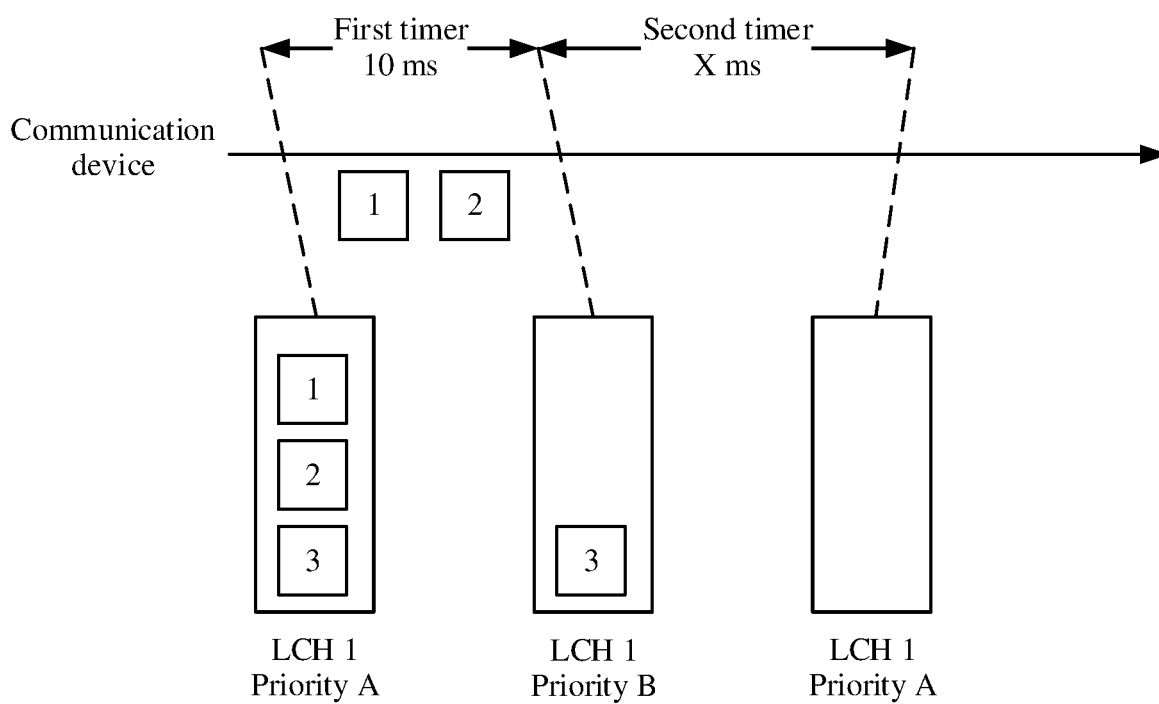 First timer
10 ms
Second timer
X ms
Communication
device
1
2
1
2
3
3
LCH 1
Priority A
LCH 1
Priority B
LCH 1
Priority A